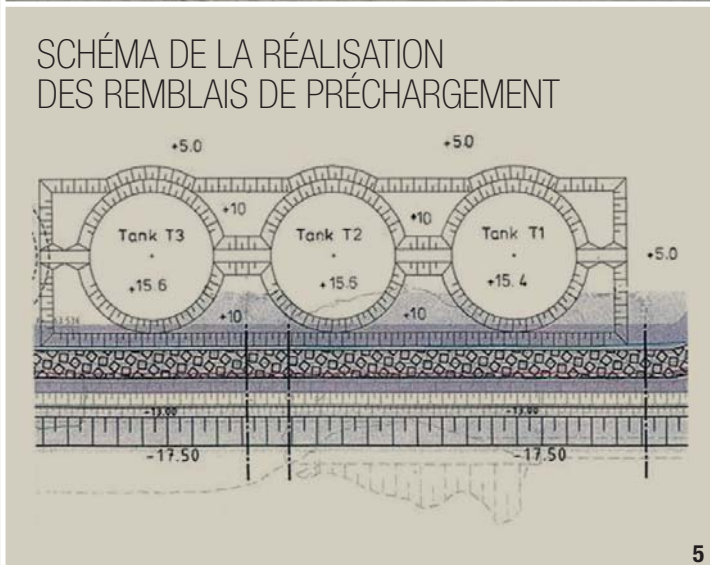 SCHÉMA DE LA RÉALISATION
DES REMBLAIS DE PRÉCHARGEMENT
+5.0 +5.0
+10 +10
Tank T3 Tank T2 Tank T1
+5.0
+15.6 +15.5 +15.4
+10 +10
-13.00 -13.00
-17.50 -17.50
5